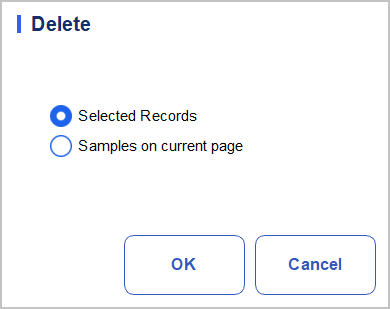 Delete
Selected Records
Samples on current page
OK
Cancel